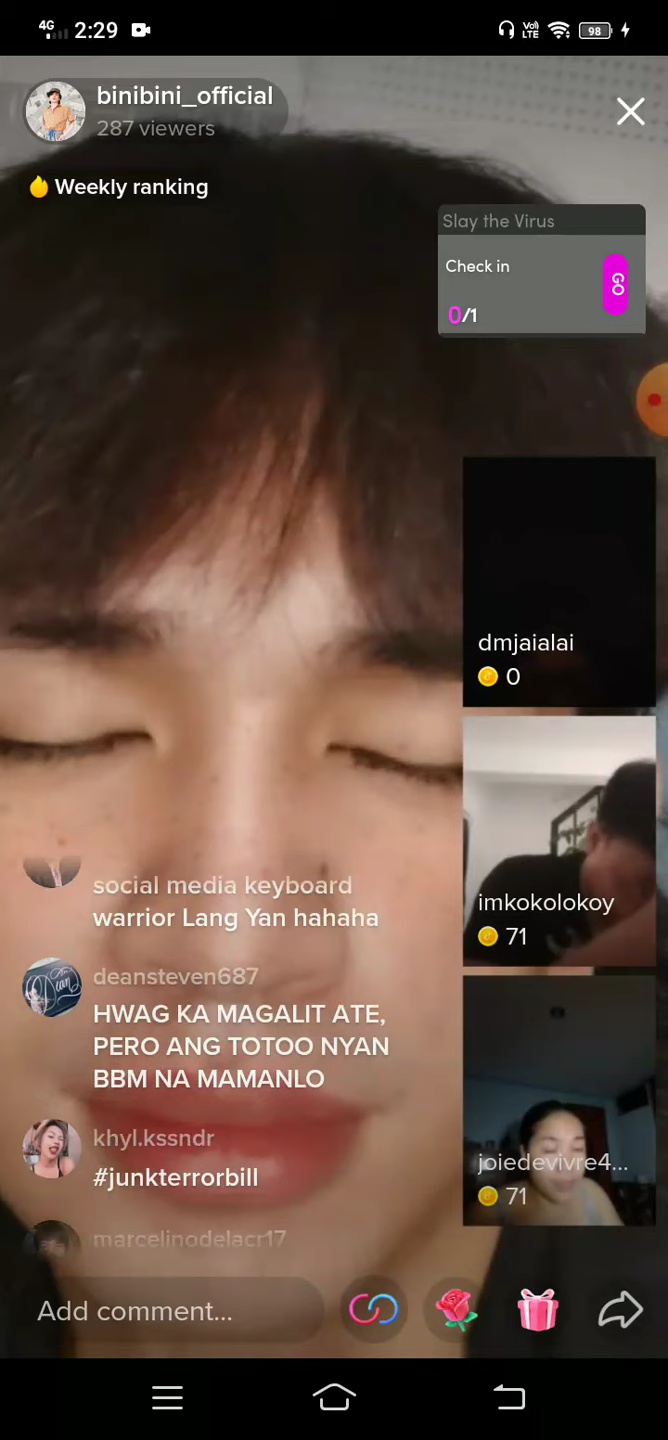 4G 2:29 Vo) LTE 98
binibini_official
287 viewers
Weekly ranking
Slay the Virus
Check in
GO
0/1
dmjaialai
0
imkokolokoy
71
social media keyboard
warrior Lang Yan hahaha
deansteven687
HWAG KA MAGALIT ATE,
PERO ANG TOTOO NYAN
BBM NA MAMANLO
khyl.kssndr
#junkterrorbill
joiedevivre4...
71
marcelinodelacr17
Add comment...